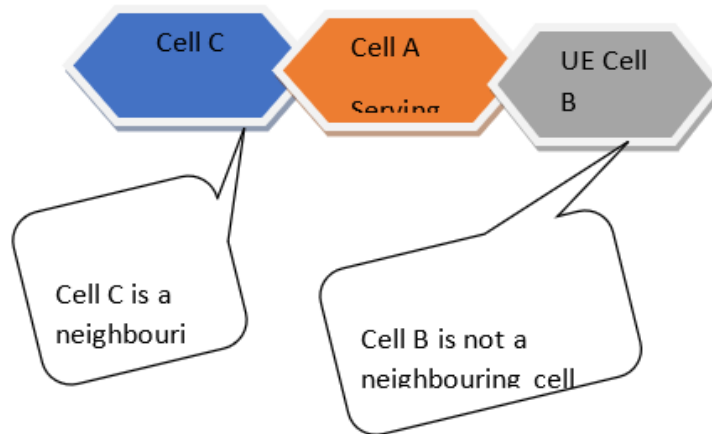 Cell C
Cell A
Serving
UE Cell
B
Cell C is a
neighbouri
Cell B is not a
neighbouring cell